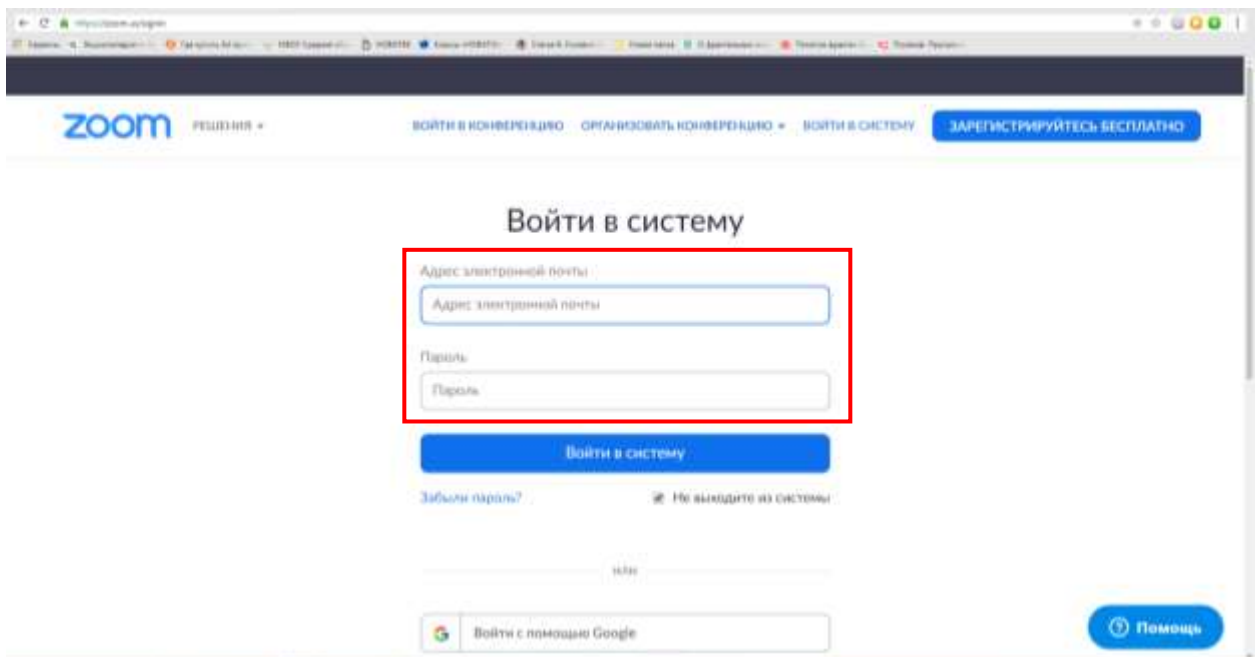 zoom РЕШЕНИЯ ВОЙТИ В КОНФЕРЕНЦИЮ ОРГАНИЗОВАТЬ КОНФЕРЕНЦИЮ ВОЙТИ В СИСТЕМУ ЗАРЕГИСТРИРУЙТЕСЬ БЕСПЛАТНО
Войти в систему
Адрес электронной почты
Адрес электронной почты
Пароль
Пароль
Войти в систему
Забыли пароль? Не выходите из системы
или
Войти с помощью Google
Помощь